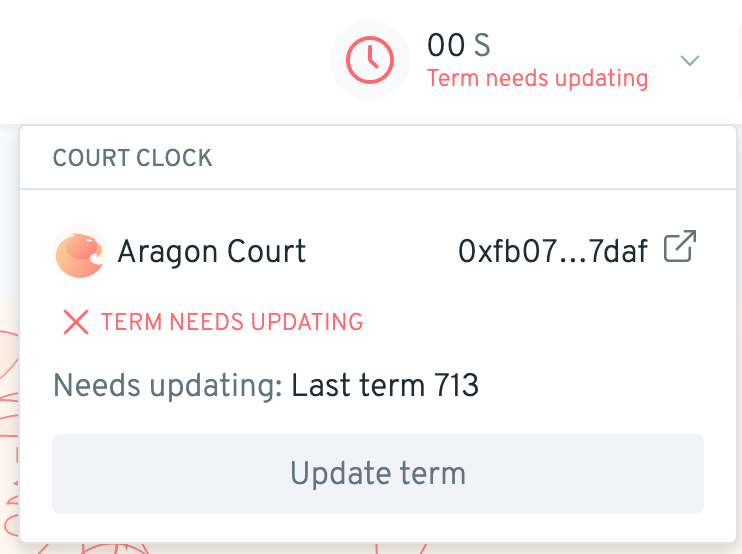 00 S
Term needs updating
COURT CLOCK
Aragon Court 0xfb07...7daf
TERM NEEDS UPDATING
Needs updating: Last term 713
Update term